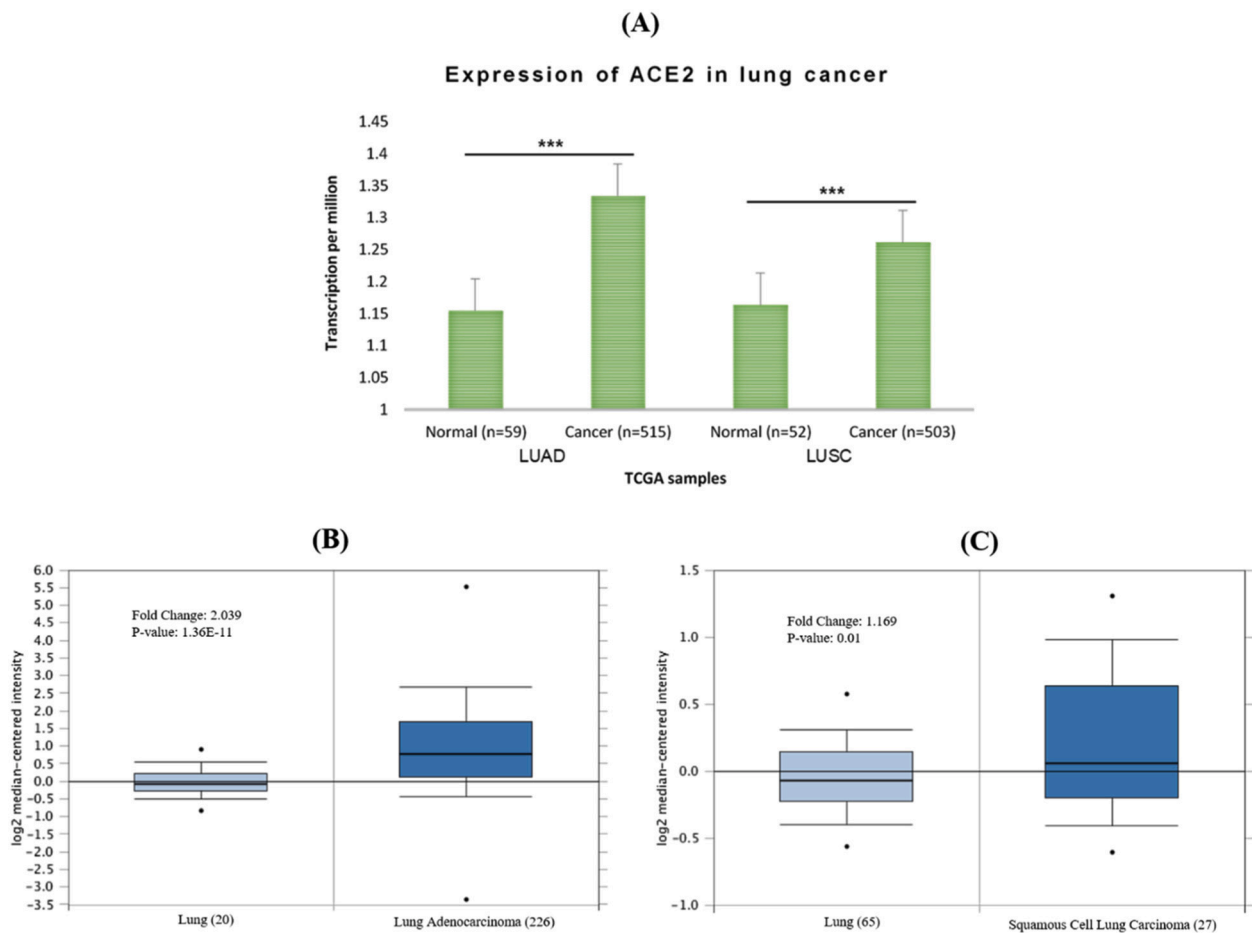 (A)
Expression of ACE2 in lung cancer
Transcription per million
1.45
1.4
1.35
1.3
1.25
1.2
1.15
1.1
1.05
1
***
***
Normal (n=59) Cancer (n=515) Normal (n=52) Cancer (n=503)
LUAD LUSC
TCGA samples
(B)
log2 median-centered intensity
6.0
5.5
5.0
4.5
4.0
3.5
3.0
2.5
2.0
1.5
1.0
0.5
0.0
-0.5
-1.0
-1.5
-2.0
-2.5
-3.0
-3.5
Fold Change: 2.039
P-value: 1.36E-11
Lung (20) Lung Adenocarcinoma (226)
(C)
log2 median-centered intensity
1.5
1.0
0.5
0.0
-0.5
-1.0
Fold Change: 1.169
P-value: 0.01
Lung (65) Squamous Cell Lung Carcinoma (27)